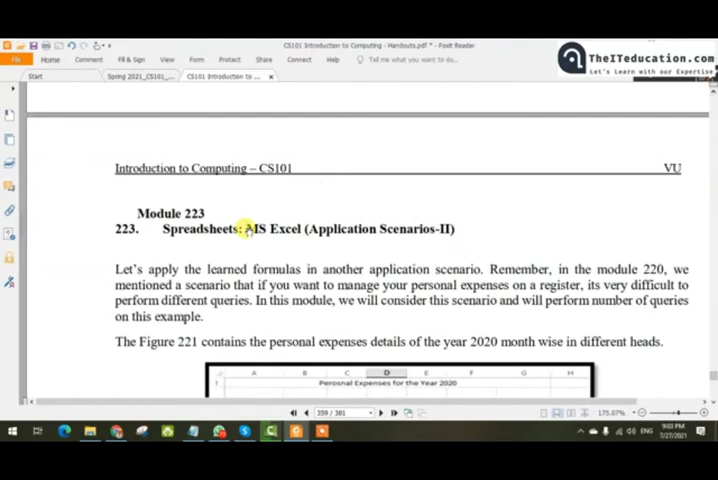 CS101 Introduction to Computing - Handouts.pdf * - Foxit Reader
File Home Comment Fill & Sign View Form Protect Share Connect Help Tell me what you want to do...
TheITeducation.com
Let's Learn with our Expertise
Start Spring 2021_CS101_... CS101 Introduction to ...
Introduction to Computing – CS101 VU
Module 223
223. Spreadsheets: MS Excel (Application Scenarios-II)
Let's apply the learned formulas in another application scenario. Remember, in the module 220, we
mentioned a scenario that if you want to manage your personal expenses on a register, its very difficult to
perform different queries. In this module, we will consider this scenario and will perform number of queries
on this example.
The Figure 221 contains the personal expenses details of the year 2020 month wise in different heads.
A B C D E F G H
1 Perosnal Expenses for the Year 2020
359 / 381 175.07%
ENG 9:03 PM
7/27/2021